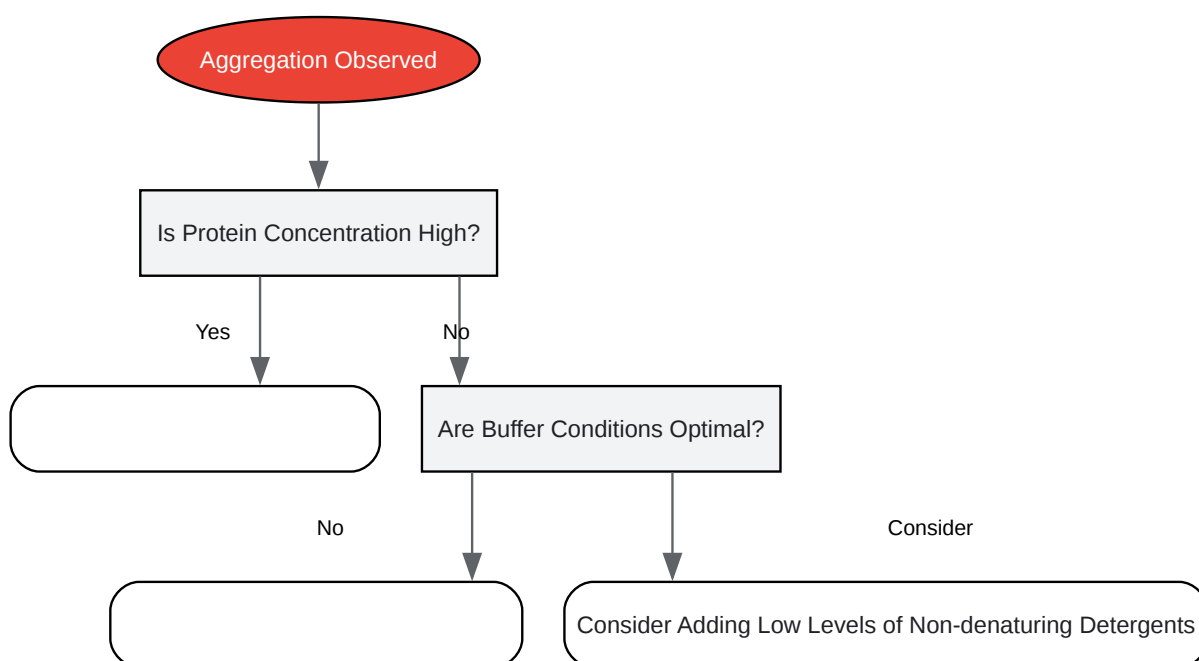 Aggregation Observed
Is Protein Concentration High?
Yes
No
Are Buffer Conditions Optimal?
No
Consider
Consider Adding Low Levels of Non-denaturing Detergents